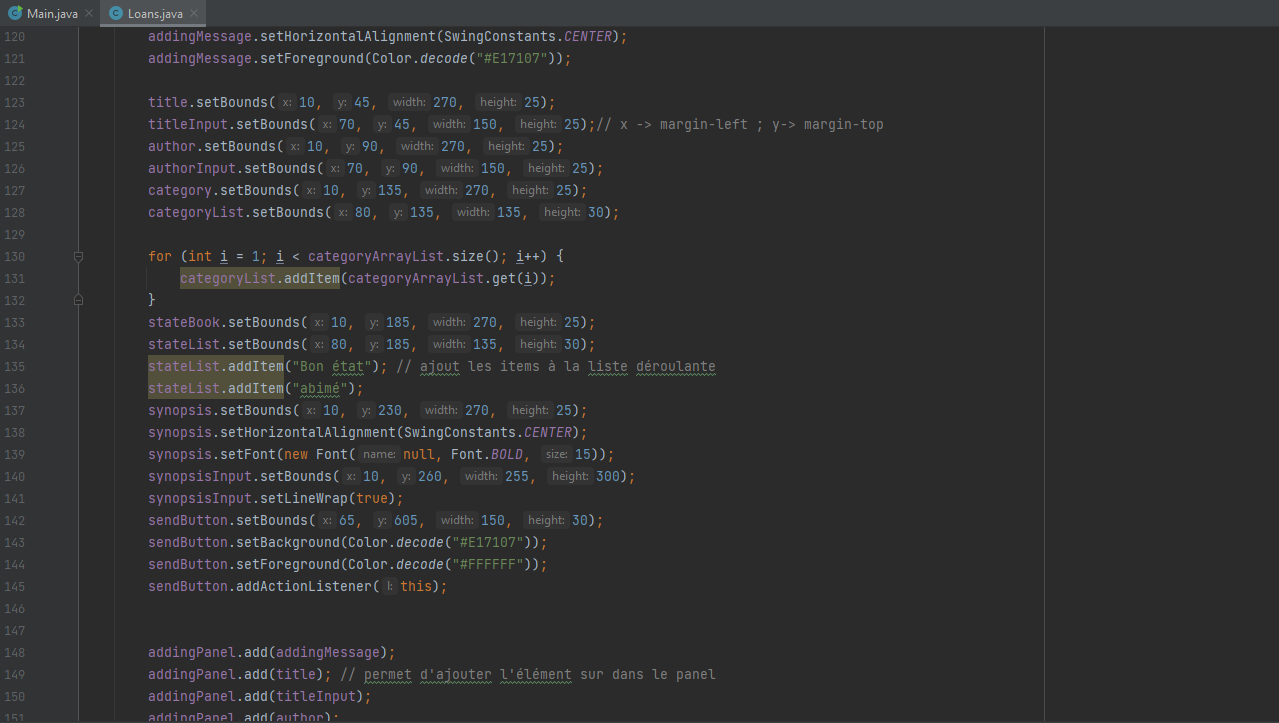 Main.java Loans.java
120 addingMessage.setHorizontalAlignment(SwingConstants.CENTER);
121 addingMessage.setForeground(Color.decode("#E17107"));
122
123 title.setBounds( x: 10, y: 45, width: 270, height: 25);
124 titleInput.setBounds( x: 70, y: 45, width: 150, height: 25);// x -> margin-left ; y-> margin-top
125 author.setBounds( x: 10, y: 90, width: 270, height: 25);
126 authorInput.setBounds( x: 70, y: 90, width: 150, height: 25);
127 category.setBounds( x: 10, y: 135, width: 270, height: 25);
128 categoryList.setBounds( x: 80, y: 135, width: 135, height: 30);
129
130 for (int i = 1; i < categoryArrayList.size(); i++) {
131 categoryList.addItem(categoryArrayList.get(i));
132 }
133 stateBook.setBounds( x: 10, y: 185, width: 270, height: 25);
134 stateList.setBounds( x: 80, y: 185, width: 135, height: 30);
135 stateList.addItem("Bon état"); // ajout les items à la liste déroulante
136 stateList.addItem("abimé");
137 synopsis.setBounds( x: 10, y: 230, width: 270, height: 25);
138 synopsis.setHorizontalAlignment(SwingConstants.CENTER);
139 synopsis.setFont(new Font( name: null, Font.BOLD, size: 15));
140 synopsisInput.setBounds( x: 10, y: 260, width: 255, height: 300);
141 synopsisInput.setLineWrap(true);
142 sendButton.setBounds( x: 65, y: 605, width: 150, height: 30);
143 sendButton.setBackground(Color.decode("#E17107"));
144 sendButton.setForeground(Color.decode("#FFFFFF"));
145 sendButton.addActionListener( l: this);
146
147
148 addingPanel.add(addingMessage);
149 addingPanel.add(title); // permet d'ajouter l'élément sur dans le panel
150 addingPanel.add(titleInput);
151 addingPanel.add(author);